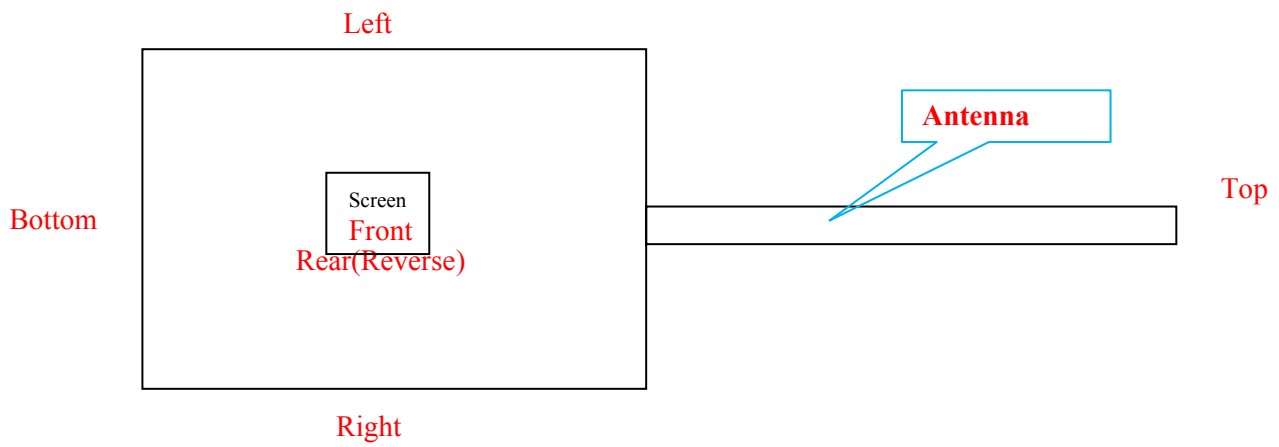 Left
Antenna
Top
Bottom
Screen
Front
Rear(Reverse)
Right